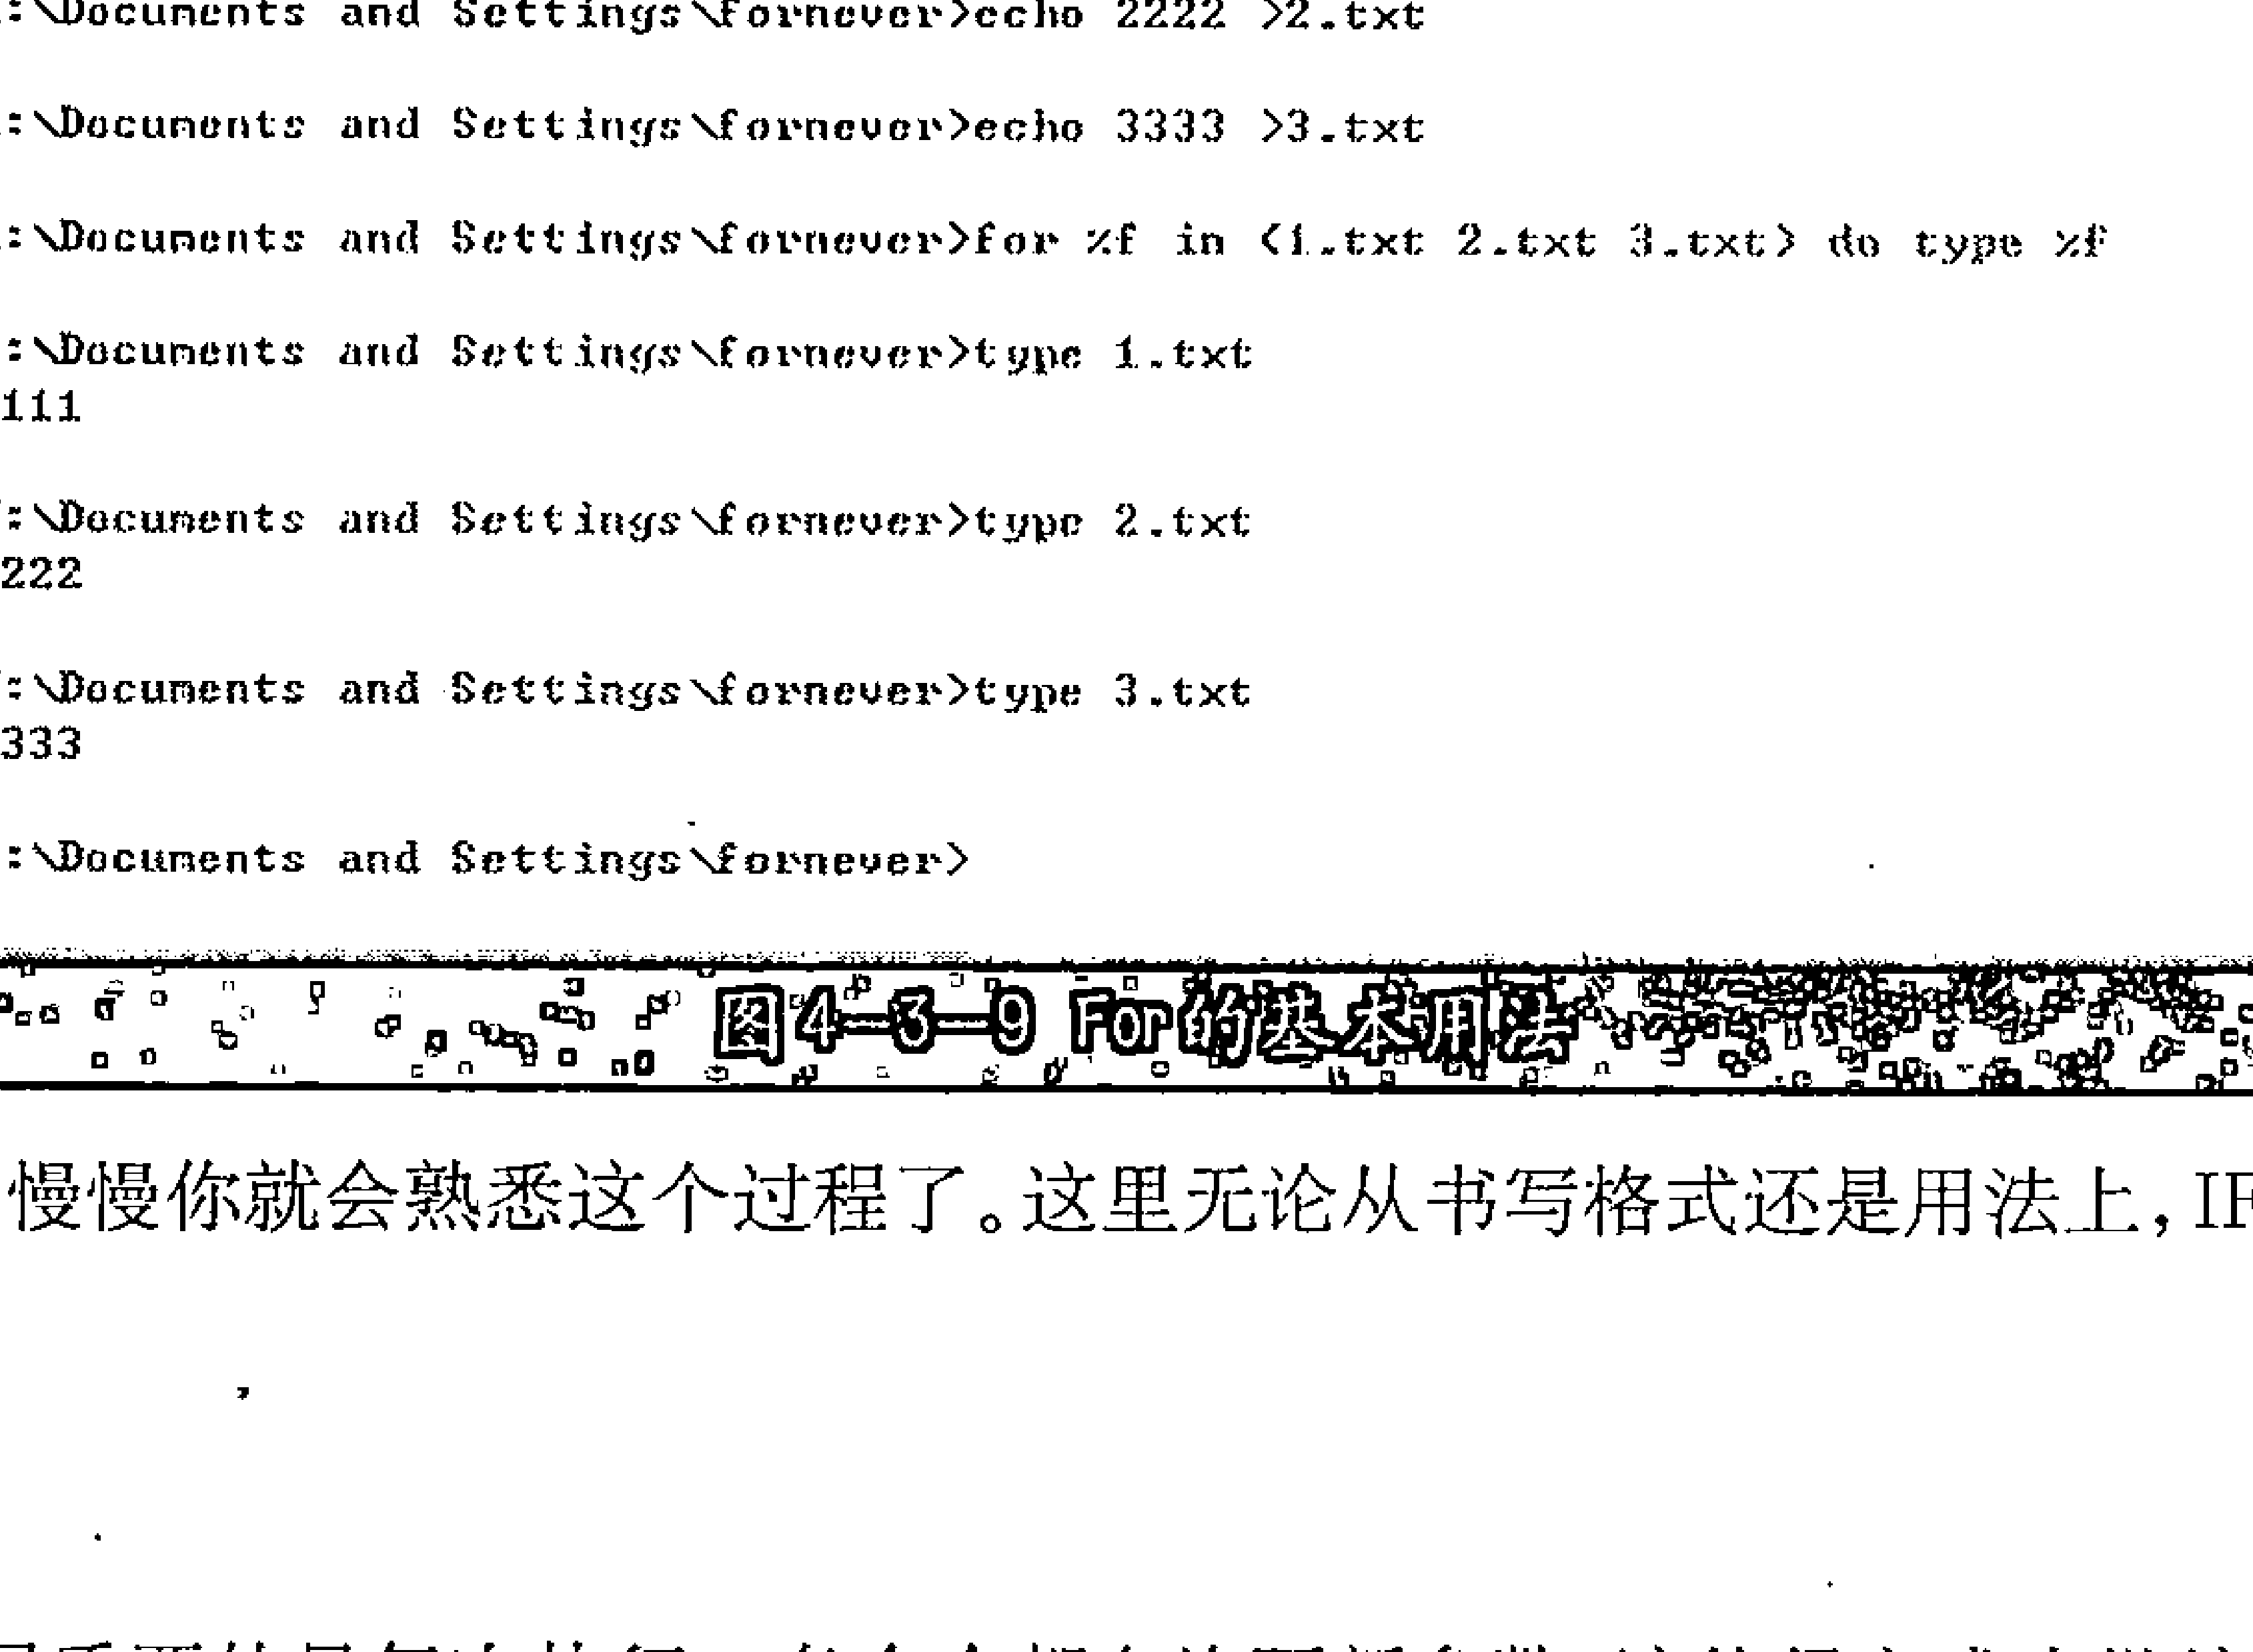 :\Documents and Settings\fornever>echo 2222 >2.txt
:\Documents and Settings\fornever>echo 3333 >3.txt
:\Documents and Settings\fornever>for %f in (1.txt 2.txt 3.txt) do type %f
:\Documents and Settings\fornever>type 1.txt
111
:\Documents and Settings\fornever>type 2.txt
222
:\Documents and Settings\fornever>type 3.txt
333
:\Documents and Settings\fornever>
图4-3-9 For的基本用法
慢慢你就会熟悉这个过程了。这里无论从书写格式还是用法上,IF